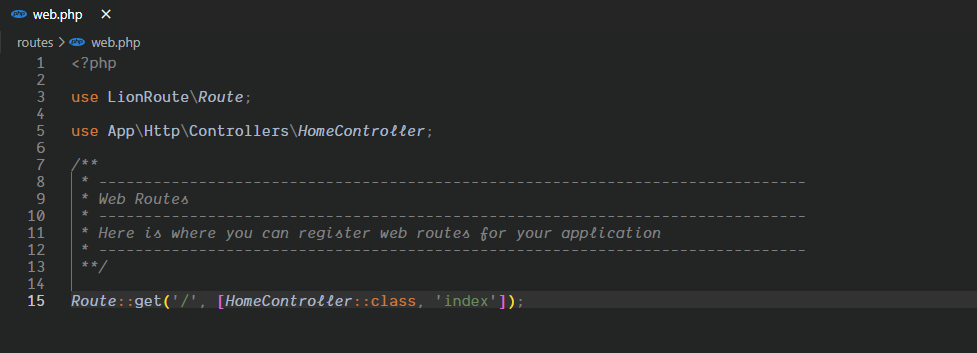 web.php
routes > web.php
1 <?php
2
3 use LionRoute\Route;
4
5 use App\Http\Controllers\HomeController;
6
7 /**
8 * ------------------------------------------------------------------------------
9 * Web Routes
10 * ------------------------------------------------------------------------------
11 * Here is where you can register web routes for your application
12 * ------------------------------------------------------------------------------
13 **/
14
15 Route::get('/', [HomeController::class, 'index']);